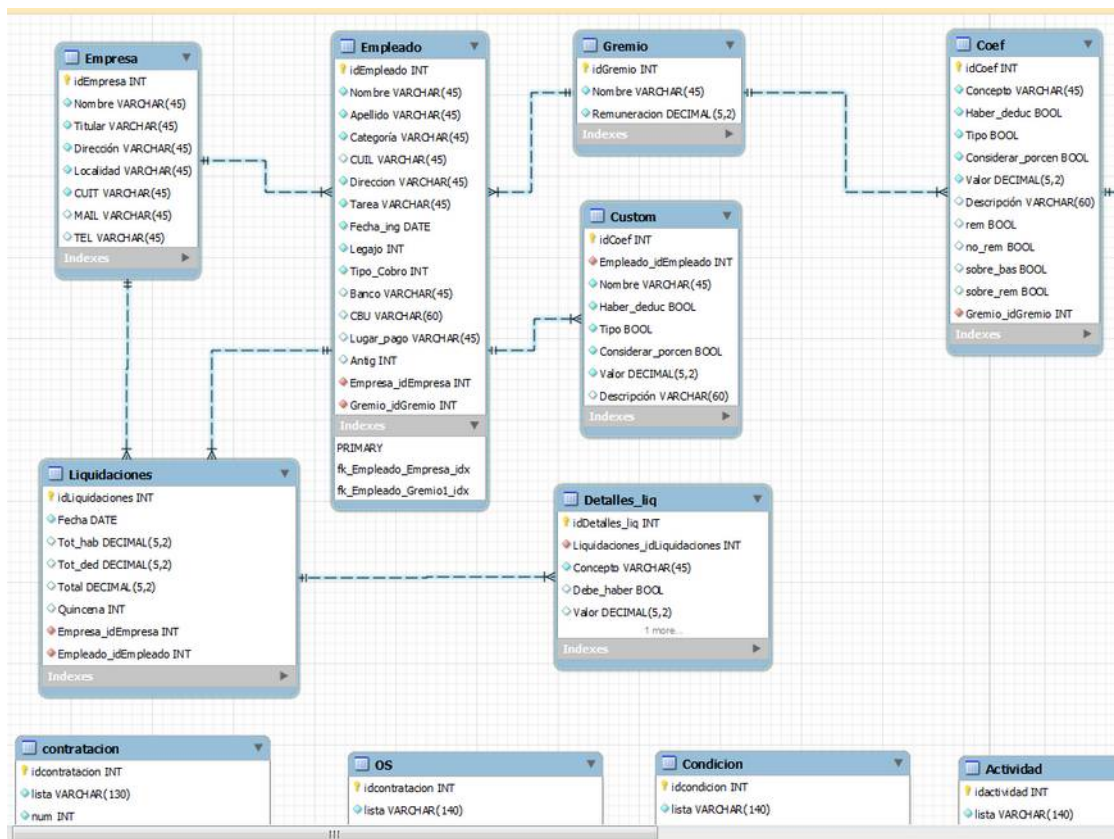 Empresa
idEmpresa INT
Nombre VARCHAR(45)
Titular VARCHAR(45)
Dirección VARCHAR(45)
Localidad VARCHAR(45)
CUIT VARCHAR(45)
MAIL VARCHAR(45)
TEL VARCHAR(45)
Indexes
Empleado
idEmpleado INT
Nombre VARCHAR(45)
Apellido VARCHAR(45)
Categoría VARCHAR(45)
CUIL VARCHAR(45)
Direccion VARCHAR(45)
Tarea VARCHAR(45)
Fecha_ing DATE
Legajo INT
Tipo_Cobro INT
Banco VARCHAR(45)
CBU VARCHAR(60)
Lugar_pago VARCHAR(45)
Antig INT
Empresa_idEmpresa INT
Gremio_idGremio INT
Indexes
PRIMARY
fk_Empleado_Empresa_idx
fk_Empleado_Gremio1_idx
Gremio
idGremio INT
Nombre VARCHAR(45)
Remuneracion DECIMAL(5,2)
Indexes
Coef
idCoef INT
Concepto VARCHAR(45)
Haber_deduc BOOL
Tipo BOOL
Considerar_porcen BOOL
Valor DECIMAL(5,2)
Descripción VARCHAR(60)
rem BOOL
no_rem BOOL
sobre_bas BOOL
sobre_rem BOOL
Gremio_idGremio INT
Indexes
Custom
idCoef INT
Empleado_idEmpleado INT
Nombre VARCHAR(45)
Haber_deduc BOOL
Tipo BOOL
Considerar_porcen BOOL
Valor DECIMAL(5,2)
Descripción VARCHAR(60)
Indexes
Liquidaciones
idLiquidaciones INT
Fecha DATE
Tot_hab DECIMAL(5,2)
Tot_ded DECIMAL(5,2)
Total DECIMAL(5,2)
Quincena INT
Empresa_idEmpresa INT
Empleado_idEmpleado INT
Indexes
Detalles_liq
idDetalles_liq INT
Liquidaciones_idLiquidaciones INT
Concepto VARCHAR(45)
Debe_haber BOOL
Valor DECIMAL(5,2)
1 more...
Indexes
contratacion
idcontratacion INT
lista VARCHAR(130)
num INT
OS
idcontratacion INT
lista VARCHAR(140)
Condicion
idcondicion INT
lista VARCHAR(140)
Actividad
idactividad INT
lista VARCHAR(140)